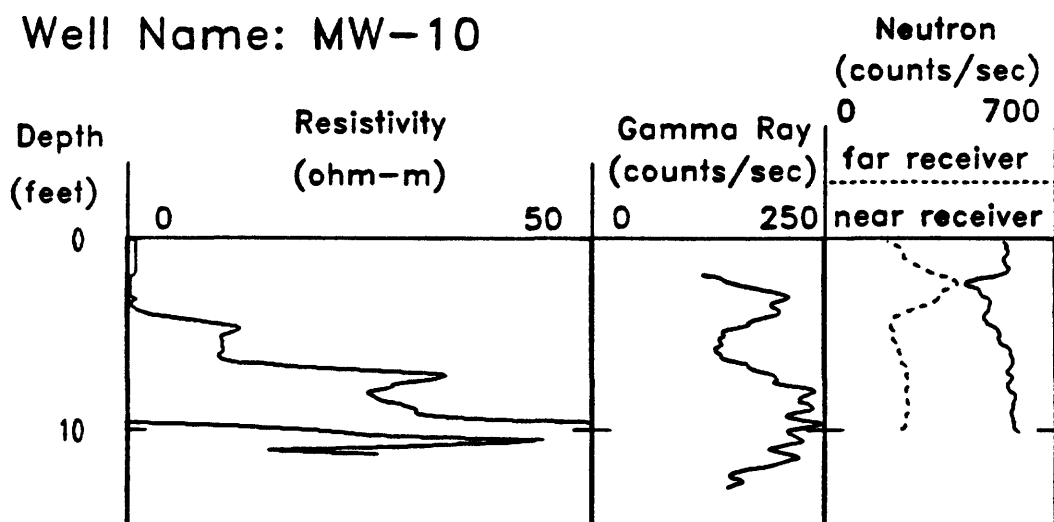 Well Name: MW-10
Neutron
(counts/sec)
0 700
far receiver
near receiver
Depth
(feet)
Resistivity
(ohm-m)
0 50
Gamma Ray
(counts/sec)
0 250
0
10